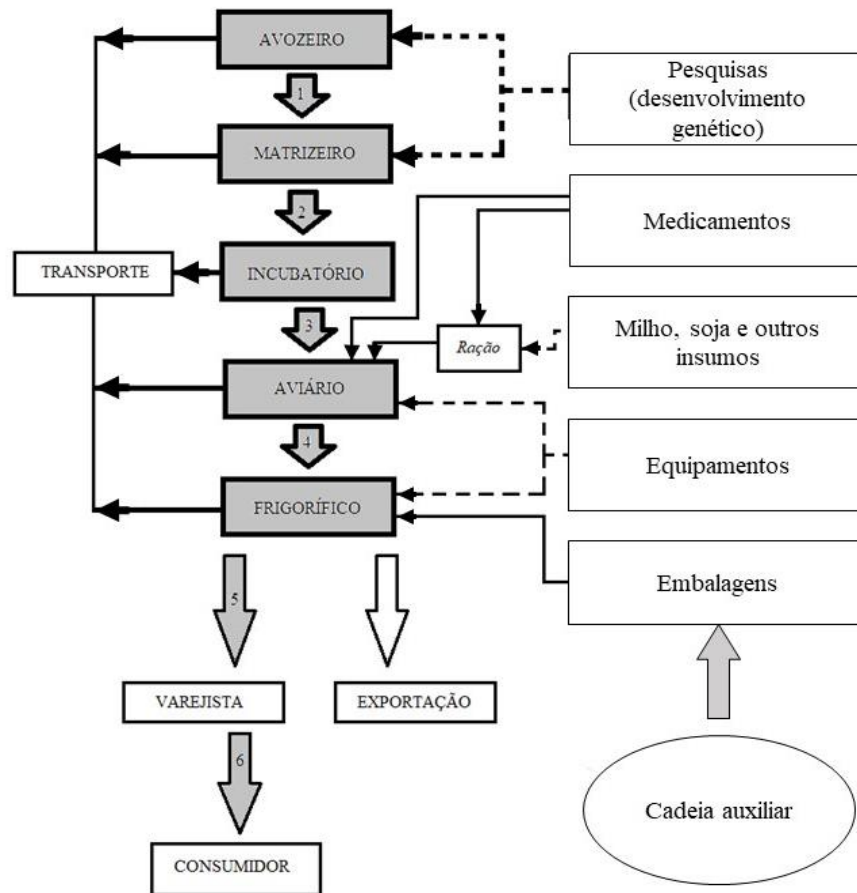 AVOZEIRO
1
MATRIZEIRO
2
INCUBATÓRIO
3
AVIÁRIO
4
FRIGORÍFICO
5
VAREJISTA
EXPORTAÇÃO
6
CONSUMIDOR
TRANSPORTE
Ração
Pesquisas
(desenvolvimento
genético)
Medicamentos
Milho, soja e outros
insumos
Equipamentos
Embalagens
Cadeia auxiliar